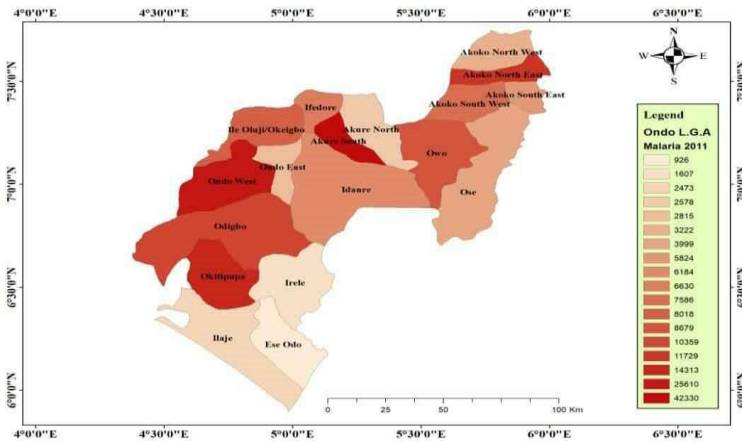 4°0'0"E 4°30'0"E 5°0'0"E 5°30'0"E 6°0'0"E 6°30'0"E
N
W E
S
7°30'0"N
7°0'0"N
6°30'0"N
6°0'0"N
Akoko North West
Akoko North East
Akoko South East
Akoko South West
Ifedore
Ile Oluji/Okeigbo
Akure North
Akure South
Owo
Ondo East
Ondo West
Idanre
Ose
Odigbo
Okitipupa
Irele
Ilaje
Ese Odo
Legend
Ondo L.G.A
Malaria 2011
926
1607
2473
2578
2815
3222
3999
5824
6184
6630
7586
8018
8679
10359
11729
14313
25610
42330
0 25 50 100 Km
4°0'0"E 4°30'0"E 5°0'0"E 5°30'0"E 6°0'0"E 6°30'0"E